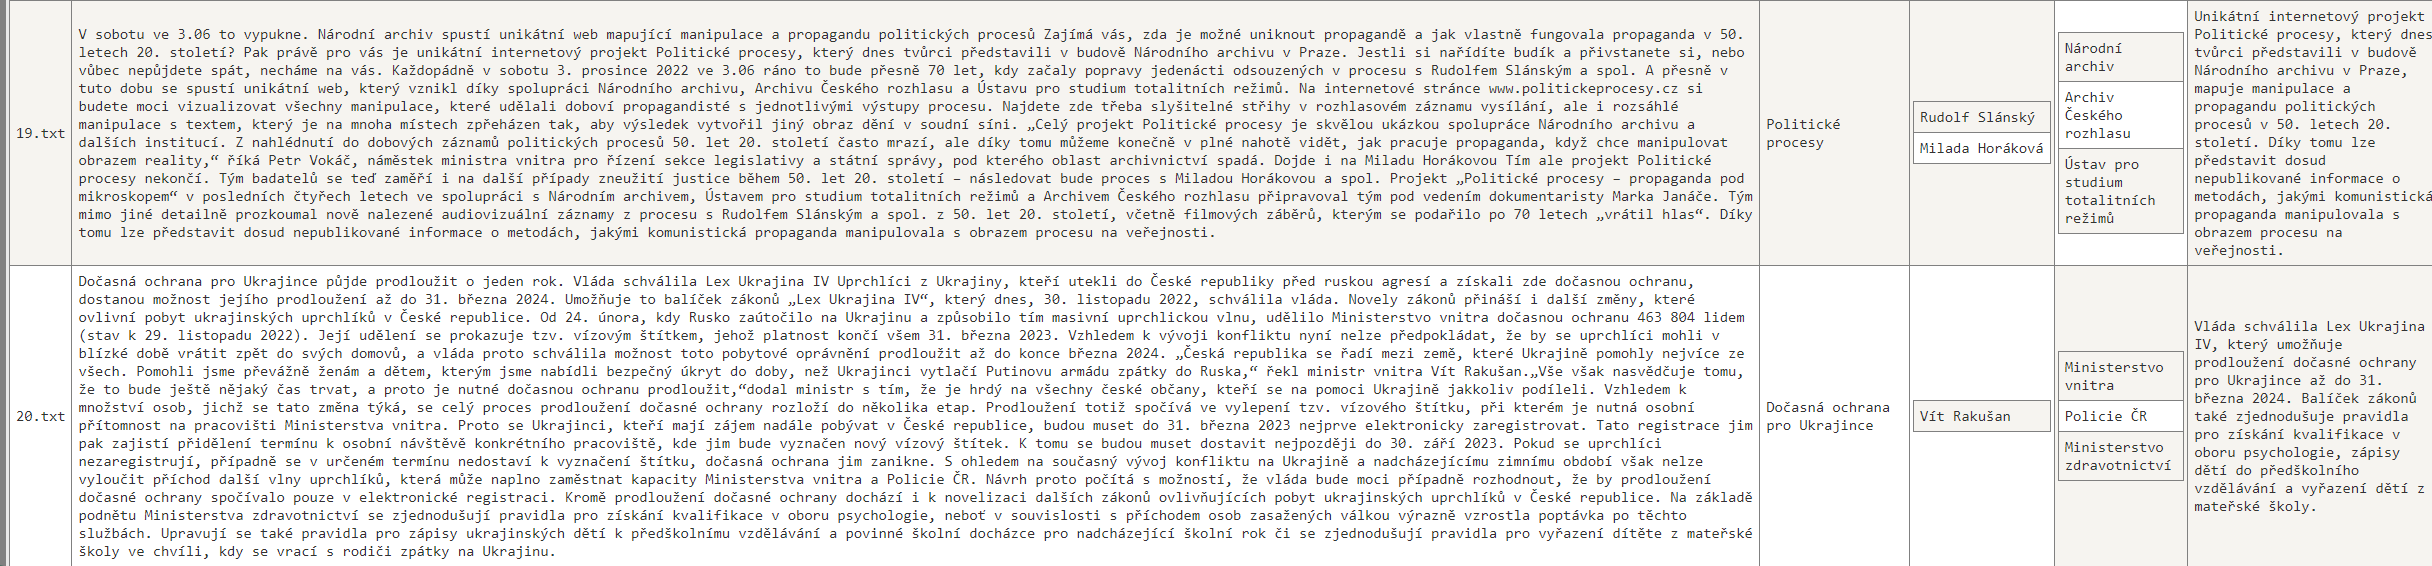 19.txt
V sobotu ve 3.06 to vypukne. Národní archiv spustí unikátní web mapující manipulace a propagandu politických procesů Zajímá vás, zda je možné uniknout propagandě a jak vlastně fungovala propaganda v 50.
letech 20. století? Pak právě pro vás je unikátní internetový projekt Politické procesy, který dnes tvůrci představili v budově Národního archivu v Praze. Jestli si nařídíte budík a přivstanete si, nebo
vůbec nepůjdete spát, necháme na vás. Každopádně v sobotu 3. prosince 2022 ve 3.06 ráno to bude přesně 70 let, kdy začaly popravy jedenácti odsouzených v procesu s Rudolfem Slánským a spol. A přesně v
tuto dobu se spustí unikátní web, který vznikl díky spolupráci Národního archivu, Archivu Českého rozhlasu a Ústavu pro studium totalitních režimů. Na internetové stránce www.politickeprocesy.cz si
budete moci vizualizovat všechny manipulace, které udělali doboví propagandisté s jednotlivými výstupy procesu. Najdete zde třeba slyšitelné střihy v rozhlasovém záznamu vysílání, ale i rozsáhlé
manipulace s textem, který je na mnoha místech zpřeházen tak, aby výsledek vytvořil jiný obraz dění v soudní síni. „Celý projekt Politické procesy je skvělou ukázkou spolupráce Národního archivu a
dalších institucí. Z nahlédnutí do dobových záznamů politických procesů 50. let 20. století často mrazí, ale díky tomu můžeme konečně v plné nahotě vidět, jak pracuje propaganda, když chce manipulovat
obrazem reality,“ říká Petr Vokáč, náměstek ministra vnitra pro řízení sekce legislativy a státní správy, pod kterého oblast archivnictví spadá. Dojde i na Miladu Horákovou Tím ale projekt Politické
procesy nekončí. Tým badatelů se teď zaměří i na další případy zneužití justice během 50. let 20. století – následovat bude proces s Miladou Horákovou a spol. Projekt „Politické procesy – propaganda pod
mikroskopem“ v posledních čtyřech letech ve spolupráci s Národním archivem, Ústavem pro studium totalitních režimů a Archivem Českého rozhlasu připravoval tým pod vedením dokumentaristy Marka Janáče. Tým
mimo jiné detailně prozkoumal nově nalezené audiovizuální záznamy z procesu s Rudolfem Slánským a spol. z 50. let 20. století, včetně filmových záběrů, kterým se podařilo po 70 letech „vrátil hlas“. Díky
tomu lze představit dosud nepublikované informace o metodách, jakými komunistická propaganda manipulovala s obrazem procesu na veřejnosti.
Politické
procesy
Rudolf Slánský
Milada Horáková
Národní
archiv
Archiv
Českého
rozhlasu
Ústav pro
studium
totalitních
režimů
Unikátní internetový projekt
Politické procesy, který dnes
tvůrci představili v budově
Národního archivu v Praze,
mapuje manipulace a
propagandu politických
procesů v 50. letech 20.
století. Díky tomu lze
představit dosud
nepublikované informace o
metodách, jakými komunistická
propaganda manipulovala s
obrazem procesu na
veřejnosti.
20.txt
Dočasná ochrana pro Ukrajince půjde prodloužit o jeden rok. Vláda schválila Lex Ukrajina IV Uprchlíci z Ukrajiny, kteří utekli do České republiky před ruskou agresí a získali zde dočasnou ochranu,
dostanou možnost jejího prodloužení až do 31. března 2024. Umožňuje to balíček zákonů „Lex Ukrajina IV“, který dnes, 30. listopadu 2022, schválila vláda. Novely zákonů přináší i další změny, které
ovlivní pobyt ukrajinských uprchlíků v České republice. Od 24. února, kdy Rusko zaútočilo na Ukrajinu a způsobilo tím masivní uprchlickou vlnu, udělilo Ministerstvo vnitra dočasnou ochranu 463 804 lidem
(stav k 29. listopadu 2022). Její udělení se prokazuje tzv. vízovým štítkem, jehož platnost končí všem 31. března 2023. Vzhledem k vývoji konfliktu nyní nelze předpokládat, že by se uprchlíci mohli v
blízké době vrátit zpět do svých domovů, a vláda proto schválila možnost toto pobytové oprávnění prodloužit až do konce března 2024. „Česká republika se řadí mezi země, které Ukrajině pomohly nejvíce ze
všech. Pomohli jsme převážně ženám a dětem, kterým jsme nabídli bezpečný úkryt do doby, než Ukrajinci vytlačí Putinovu armádu zpátky do Ruska,“ řekl ministr vnitra Vít Rakušan.„Vše však nasvědčuje tomu,
že to bude ještě nějaký čas trvat, a proto je nutné dočasnou ochranu prodloužit,“dodal ministr s tím, že je hrdý na všechny české občany, kteří se na pomoci Ukrajině jakkoliv podíleli. Vzhledem k
množství osob, jichž se tato změna týká, se celý proces prodloužení dočasné ochrany rozloží do několika etap. Prodloužení totiž spočívá ve vylepení tzv. vízového štítku, při kterém je nutná osobní
přítomnost na pracovišti Ministerstva vnitra. Proto se Ukrajinci, kteří mají zájem nadále pobývat v České republice, budou muset do 31. března 2023 nejprve elektronicky zaregistrovat. Tato registrace jim
pak zajistí přidělení termínu k osobní návštěvě konkrétního pracoviště, kde jim bude vyznačen nový vízový štítek. K tomu se budou muset dostavit nejpozději do 30. září 2023. Pokud se uprchlíci
nezaregistrují, případně se v určeném termínu nedostaví k vyznačení štítku, dočasná ochrana jim zanikne. S ohledem na současný vývoj konfliktu na Ukrajině a nadcházejícímu zimnímu období však nelze
vyloučit příchod další vlny uprchlíků, která může naplno zaměstnat kapacity Ministerstva vnitra a Policie ČR. Návrh proto počítá s možností, že vláda bude moci případně rozhodnout, že by prodloužení
dočasné ochrany spočívalo pouze v elektronické registraci. Kromě prodloužení dočasné ochrany dochází i k novelizaci dalších zákonů ovlivňujících pobyt ukrajinských uprchlíků v České republice. Na základě
podnětu Ministerstva zdravotnictví se zjednodušují pravidla pro získání kvalifikace v oboru psychologie, neboť v souvislosti s příchodem osob zasažených válkou výrazně vzrostla poptávka po těchto
službách. Upravují se také pravidla pro zápisy ukrajinských dětí k předškolnímu vzdělávání a povinné školní docházce pro nadcházející školní rok či se zjednodušují pravidla pro vyřazení dítěte z mateřské
školy ve chvíli, kdy se vrací s rodiči zpátky na Ukrajinu.
Dočasná ochrana
pro Ukrajince
Vít Rakušan
Ministerstvo
vnitra
Policie ČR
Ministerstvo
zdravotnictví
Vláda schválila Lex Ukrajina
IV, který umožňuje
prodloužení dočasné ochrany
pro Ukrajince až do 31.
března 2024. Balíček zákonů
také zjednodušuje pravidla
pro získání kvalifikace v
oboru psychologie, zápisy
dětí do předškolního
vzdělávání a vyřazení dětí z
mateřské školy.